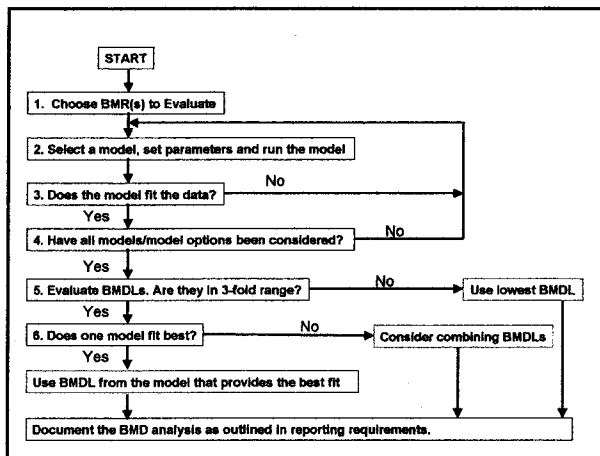 START
1. Choose BMR(s) to Evaluate
2. Select a model, set parameters and run the model
3. Does the model fit the data?
No
Yes
4. Have all models/model options been considered?
No
Yes
5. Evaluate BMDLs. Are they in 3-fold range?
No
Use lowest BMDL
Yes
6. Does one model fit best?
No
Consider combining BMDLs
Yes
Use BMDL from the model that provides the best fit
Document the BMD analysis as outlined in reporting requirements.